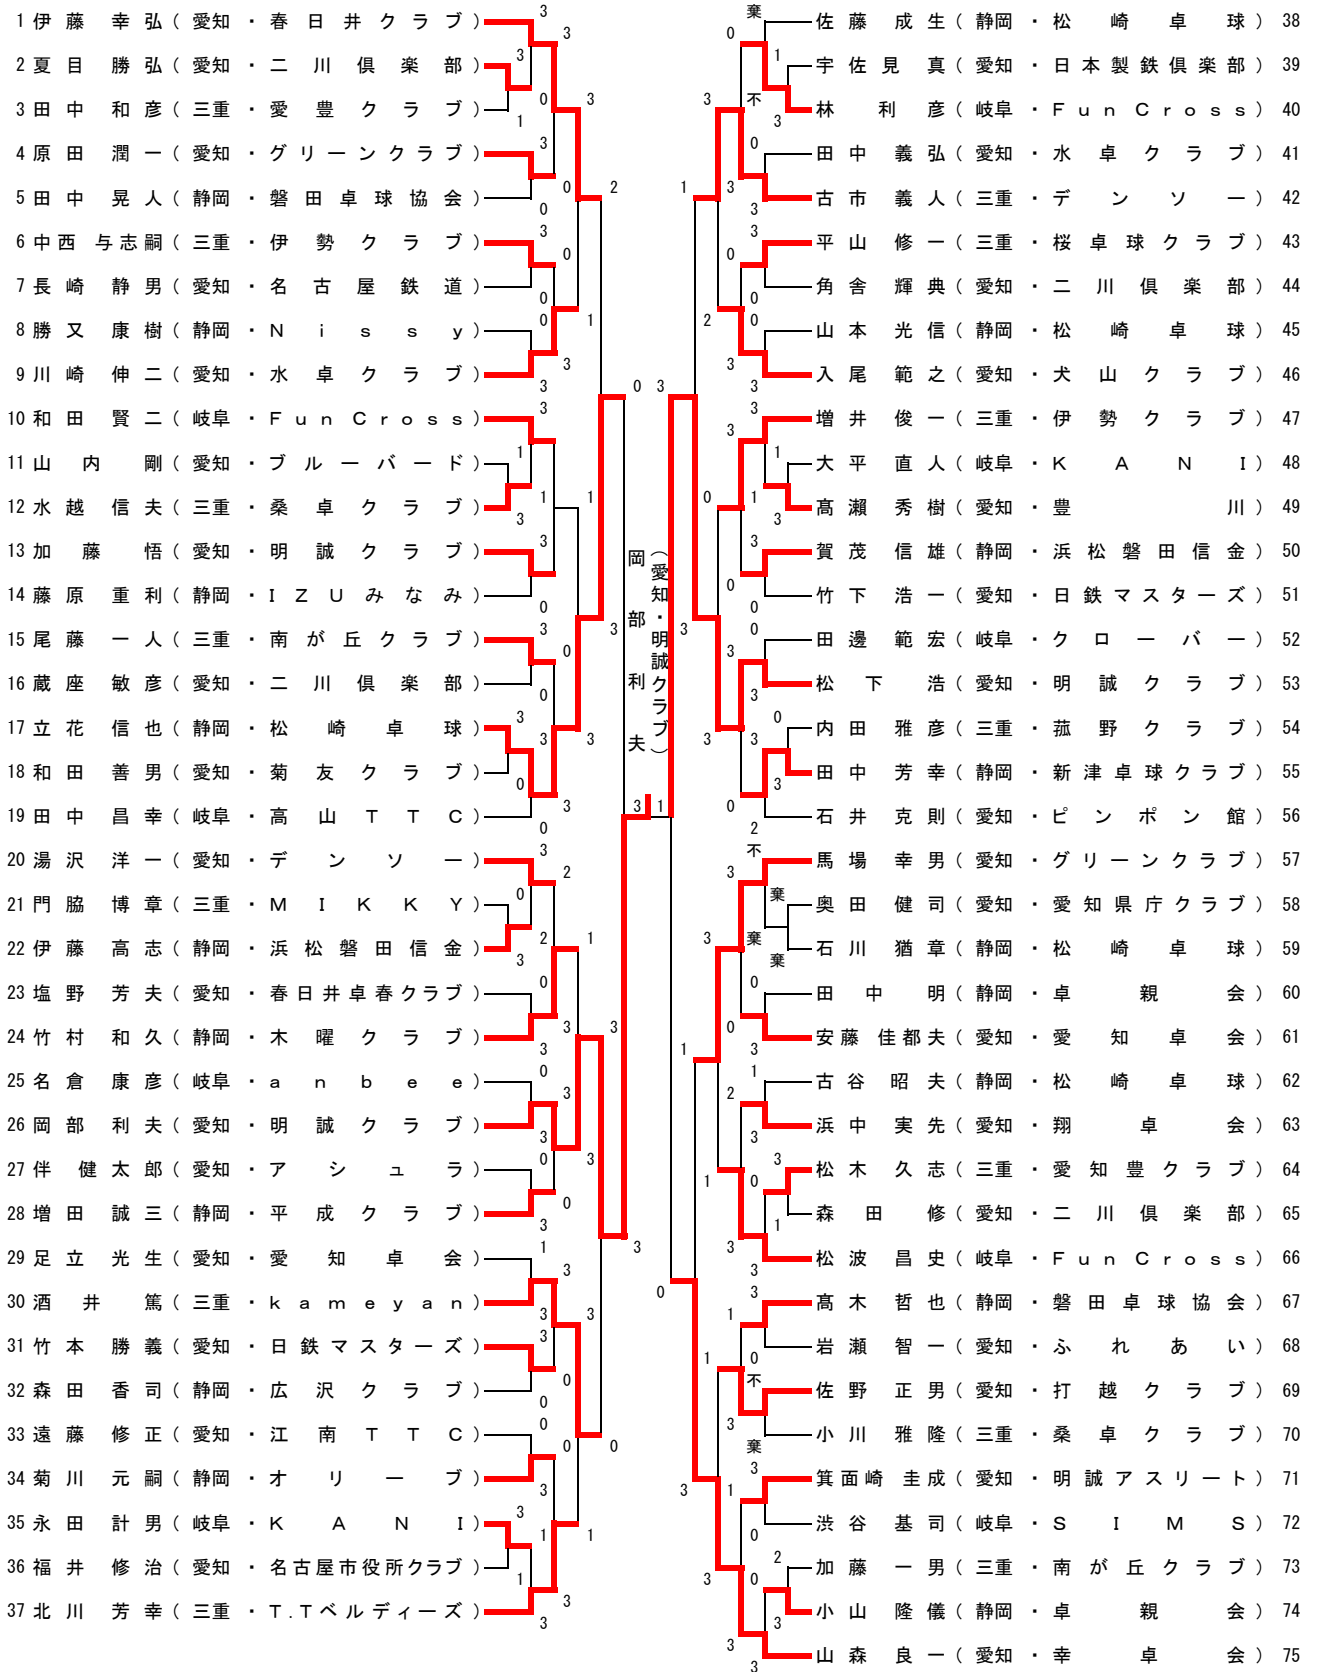 1 伊藤 幸弘 ( 愛知 ・ 春日井クラブ )
2 夏目 勝弘 ( 愛知 ・ 二川倶楽部 )
3 田中 和彦 ( 三重 ・ 愛豊クラブ )
4 原田 潤一 ( 愛知 ・ グリーンクラブ )
5 田中 晃人 ( 静岡 ・ 磐田卓球協会 )
6 中西 与志嗣 ( 三重 ・ 伊勢クラブ )
7 長崎 静男 ( 愛知 ・ 名古屋鉄道 )
8 勝又 康樹 ( 静岡 ・ Nissy )
9 川崎 伸二 ( 愛知 ・ 水卓クラブ )
10 和田 賢二 ( 岐阜 ・ FunCross )
11 山内 剛 ( 愛知 ・ ブルーバード )
12 水越 信夫 ( 三重 ・ 桑卓クラブ )
13 加藤 悟 ( 愛知 ・ 明誠クラブ )
14 藤原 重利 ( 静岡 ・ IZUみなみ )
15 尾藤 一人 ( 三重 ・ 南が丘クラブ )
16 蔵座 敏彦 ( 愛知 ・ 二川倶楽部 )
17 立花 信也 ( 静岡 ・ 松崎卓球 )
18 和田 善男 ( 愛知 ・ 菊友クラブ )
19 田中 昌幸 ( 岐阜 ・ 高山TTC )
20 湯沢 洋一 ( 愛知 ・ デンソー )
21 門脇 博章 ( 三重 ・ MIKKY )
22 伊藤 高志 ( 静岡 ・ 浜松磐田信金 )
23 塩野 芳夫 ( 愛知 ・ 春日井卓春クラブ )
24 竹村 和久 ( 静岡 ・ 木曜クラブ )
25 名倉 康彦 ( 岐阜 ・ anbee )
26 岡部 利夫 ( 愛知 ・ 明誠クラブ )
27 伴 健太郎 ( 愛知 ・ アシュラ )
28 増田 誠三 ( 静岡 ・ 平成クラブ )
29 足立 光生 ( 愛知 ・ 愛知卓会 )
30 酒井 篤 ( 三重 ・ kameyan )
31 竹本 勝義 ( 愛知 ・ 日鉄マスターズ )
32 森田 香司 ( 静岡 ・ 広沢クラブ )
33 遠藤 修正 ( 愛知 ・ 江南TTC )
34 菊川 元嗣 ( 静岡 ・ オリーブ )
35 永田 計男 ( 岐阜 ・ KANI )
36 福井 修治 ( 愛知 ・ 名古屋市役所クラブ )
37 北川 芳幸 ( 三重 ・ T.Tベルディーズ )
岡部利夫
(愛知・明誠クラブ)
佐藤 成生 ( 静岡 ・ 松崎卓球 ) 38
宇佐見 真 ( 愛知 ・ 日本製鉄倶楽部 ) 39
林 利彦 ( 岐阜 ・ FunCross ) 40
田中 義弘 ( 愛知 ・ 水卓クラブ ) 41
古市 義人 ( 三重 ・ デンソー ) 42
平山 修一 ( 三重 ・ 桜卓球クラブ ) 43
角舎 輝典 ( 愛知 ・ 二川倶楽部 ) 44
山本 光信 ( 静岡 ・ 松崎卓球 ) 45
入尾 範之 ( 愛知 ・ 犬山クラブ ) 46
増井 俊一 ( 三重 ・ 伊勢クラブ ) 47
大平 直人 ( 岐阜 ・ KANI ) 48
髙瀬 秀樹 ( 愛知 ・ 豊川 ) 49
賀茂 信雄 ( 静岡 ・ 浜松磐田信金 ) 50
竹下 浩一 ( 愛知 ・ 日鉄マスターズ ) 51
田邊 範宏 ( 岐阜 ・ クローバー ) 52
松下 浩 ( 愛知 ・ 明誠クラブ ) 53
内田 雅彦 ( 三重 ・ 菰野クラブ ) 54
田中 芳幸 ( 静岡 ・ 新津卓球クラブ ) 55
石井 克則 ( 愛知 ・ ピンポン館 ) 56
馬場 幸男 ( 愛知 ・ グリーンクラブ ) 57
奥田 健司 ( 愛知 ・ 愛知県庁クラブ ) 58
石川 猶章 ( 静岡 ・ 松崎卓球 ) 59
田中 明 ( 静岡 ・ 卓親会 ) 60
安藤 佳都夫 ( 愛知 ・ 愛知卓会 ) 61
古谷 昭夫 ( 静岡 ・ 松崎卓球 ) 62
浜中 実先 ( 愛知 ・ 翔卓会 ) 63
松木 久志 ( 三重 ・ 愛知豊クラブ ) 64
森田 修 ( 愛知 ・ 二川倶楽部 ) 65
松波 昌史 ( 岐阜 ・ FunCross ) 66
髙木 哲也 ( 静岡 ・ 磐田卓球協会 ) 67
岩瀬 智一 ( 愛知 ・ ふれあい ) 68
佐野 正男 ( 愛知 ・ 打越クラブ ) 69
小川 雅隆 ( 三重 ・ 桑卓クラブ ) 70
箕面崎 圭成 ( 愛知 ・ 明誠アスリート ) 71
渋谷 基司 ( 岐阜 ・ SIMS ) 72
加藤 一男 ( 三重 ・ 南が丘クラブ ) 73
小山 隆儀 ( 静岡 ・ 卓親会 ) 74
山森 良一 ( 愛知 ・ 幸卓会 ) 75